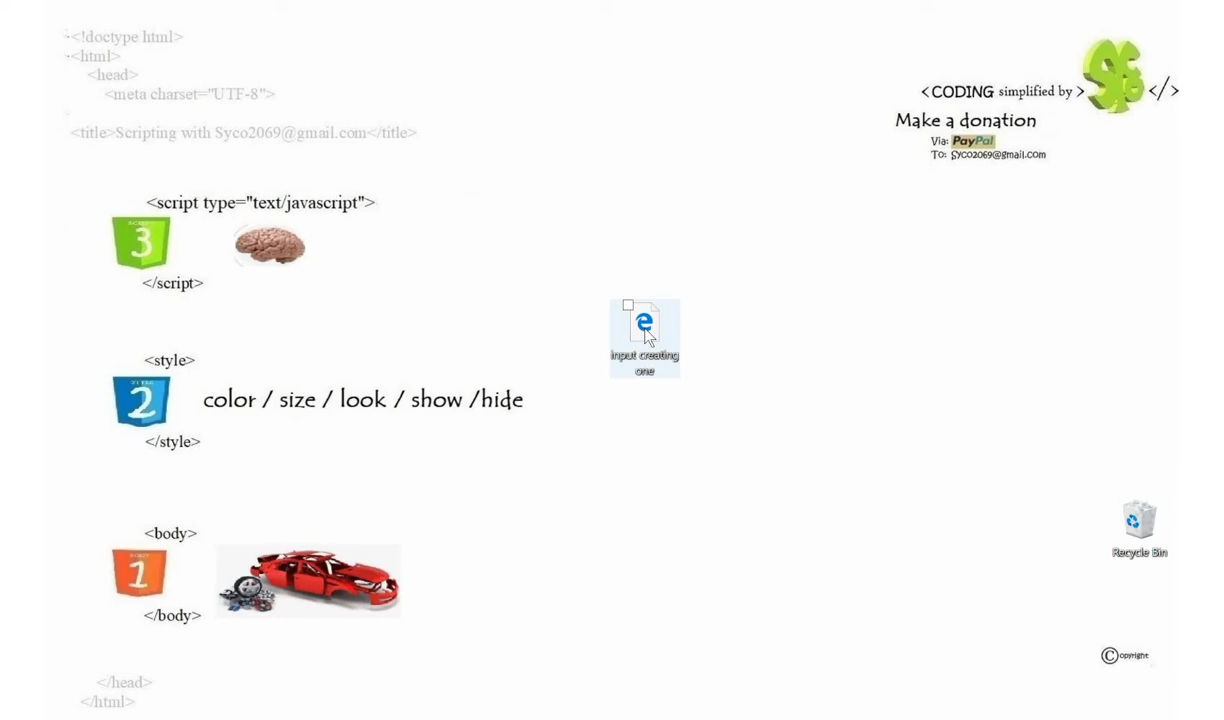 <!doctype html>
<html>
<head>
<meta charset="UTF-8">
<CODING simplified by> </>
Make a donation
<title>Scripting with Syco2069@gmail.com</title>
Via: PayPal
To: Syco2069@gmail.com
<script type="text/javascript">
3
</script>
input creating
one
<style>
2
color / size / look / show /hide
</style>
<body>
1
</body>
Recycle Bin
Copyright
</head>
</html>